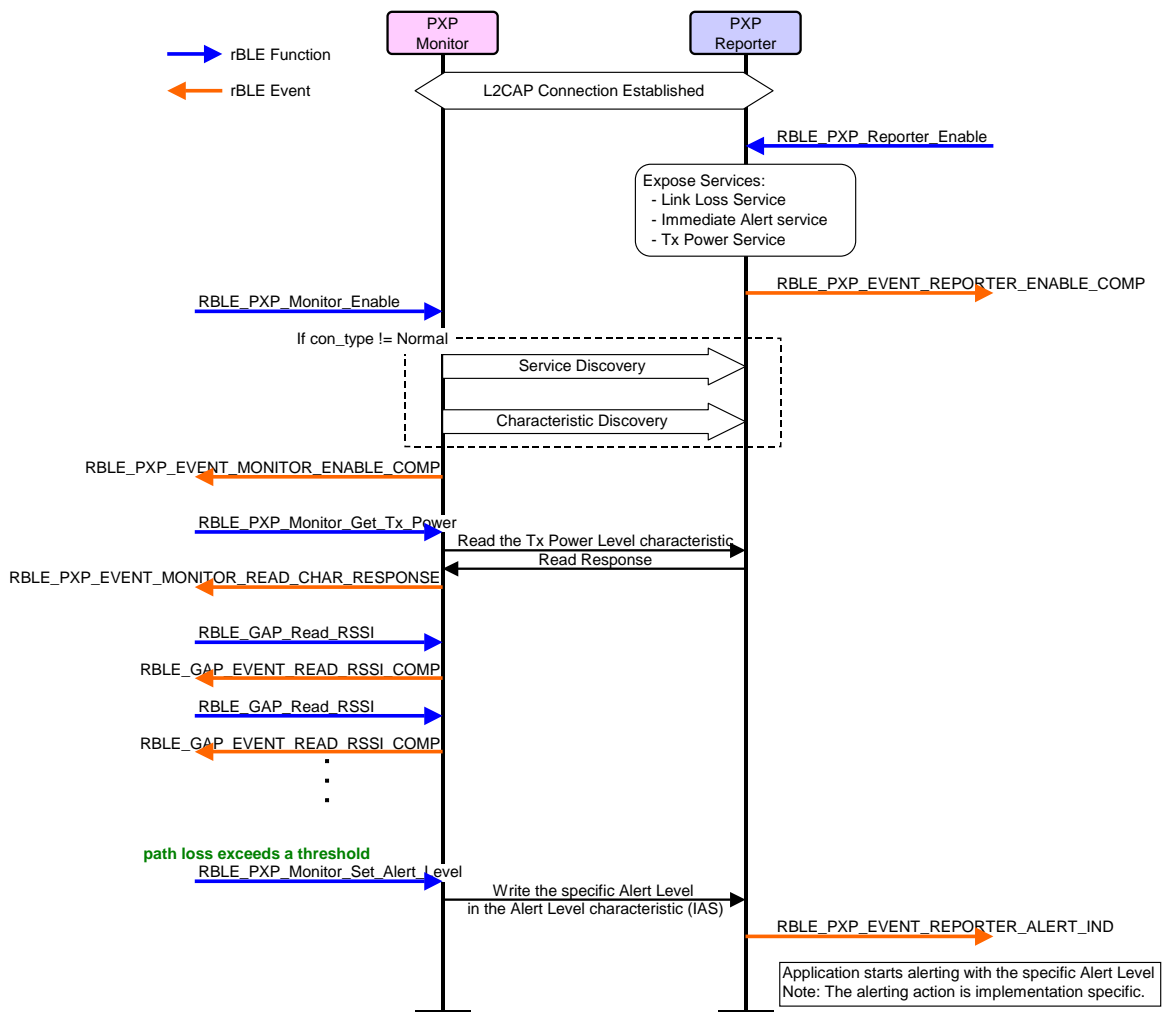 PXP
Monitor
PXP
Reporter
rBLE Function
rBLE Event
L2CAP Connection Established
RBLE_PXP_Reporter_Enable
Expose Services:
- Link Loss Service
- Immediate Alert service
- Tx Power Service
RBLE_PXP_EVENT_REPORTER_ENABLE_COMP
RBLE_PXP_Monitor_Enable
If con_type != Normal
Service Discovery
Characteristic Discovery
RBLE_PXP_EVENT_MONITOR_ENABLE_COMP
RBLE_PXP_Monitor_Get_Tx_Power
Read the Tx Power Level characteristic
Read Response
RBLE_PXP_EVENT_MONITOR_READ_CHAR_RESPONSE
RBLE_GAP_Read_RSSI
RBLE_GAP_EVENT_READ_RSSI_COMP
RBLE_GAP_Read_RSSI
RBLE_GAP_EVENT_READ_RSSI_COMP
.
.
.
path loss exceeds a threshold
RBLE_PXP_Monitor_Set_Alert_Level
Write the specific Alert Level
in the Alert Level characteristic (IAS)
RBLE_PXP_EVENT_REPORTER_ALERT_IND
Application starts alerting with the specific Alert Level
Note: The alerting action is implementation specific.